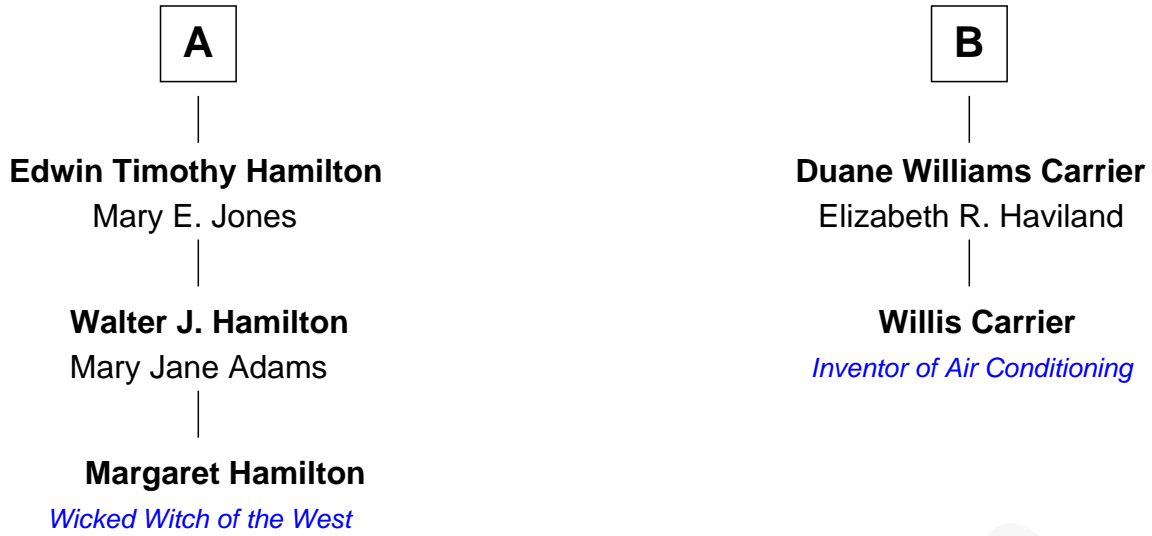 A
Edwin Timothy Hamilton
Mary E. Jones
Walter J. Hamilton
Mary Jane Adams
Margaret Hamilton
Wicked Witch of the West
B
Duane Williams Carrier
Elizabeth R. Haviland
Willis Carrier
Inventor of Air Conditioning